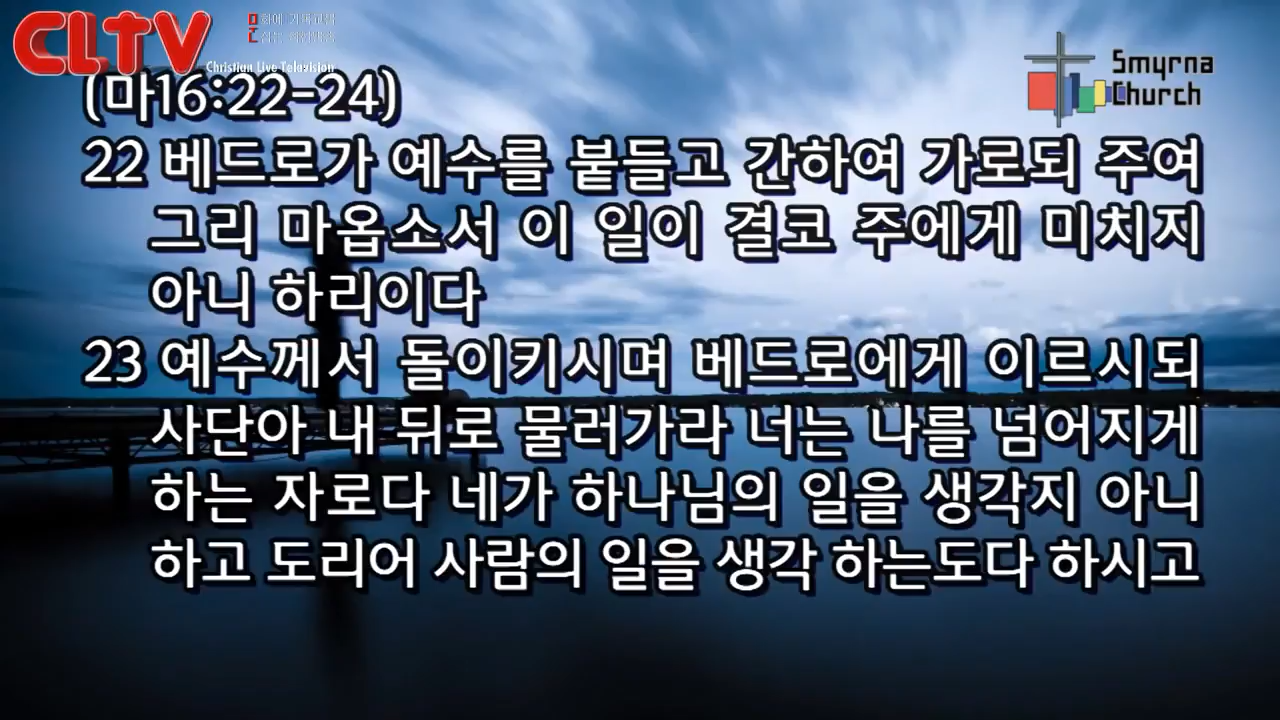 CLTV
Christian Live Television
Smyrna
Church
(마16:22-24)
22 베드로가 예수를 붙들고 간하여 가로되 주여
그리 마옵소서 이 일이 결코 주에게 미치지
아니 하리이다
23 예수께서 돌이키시며 베드로에게 이르시되
사단아 내 뒤로 물러가라 너는 나를 넘어지게
하는 자로다 네가 하나님의 일을 생각지 아니
하고 도리어 사람의 일을 생각 하는도다 하시고